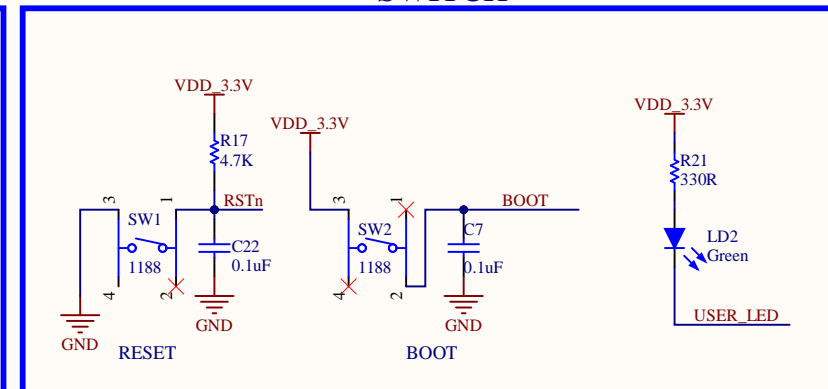 VDD_3.3V
R17
4.7K
VDD_3.3V
VDD_3.3V
R21
330R
3
1
RSTn
SW1
1188
4
2
C22
0.1uF
GND
GND
RESET
3
1
BOOT
SW2
1188
4
2
C7
0.1uF
GND
BOOT
LD2
Green
USER_LED